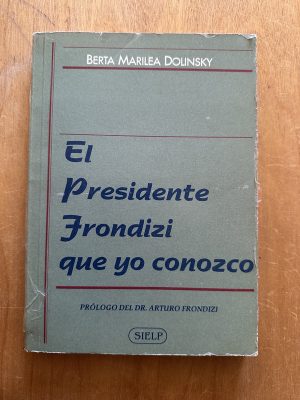 BERTA MARILEA DOLINSKY
El
Presidente
Frondizi
que yo conozco
PRÓLOGO DEL DR. ARTURO FRONDIZI
SIELP